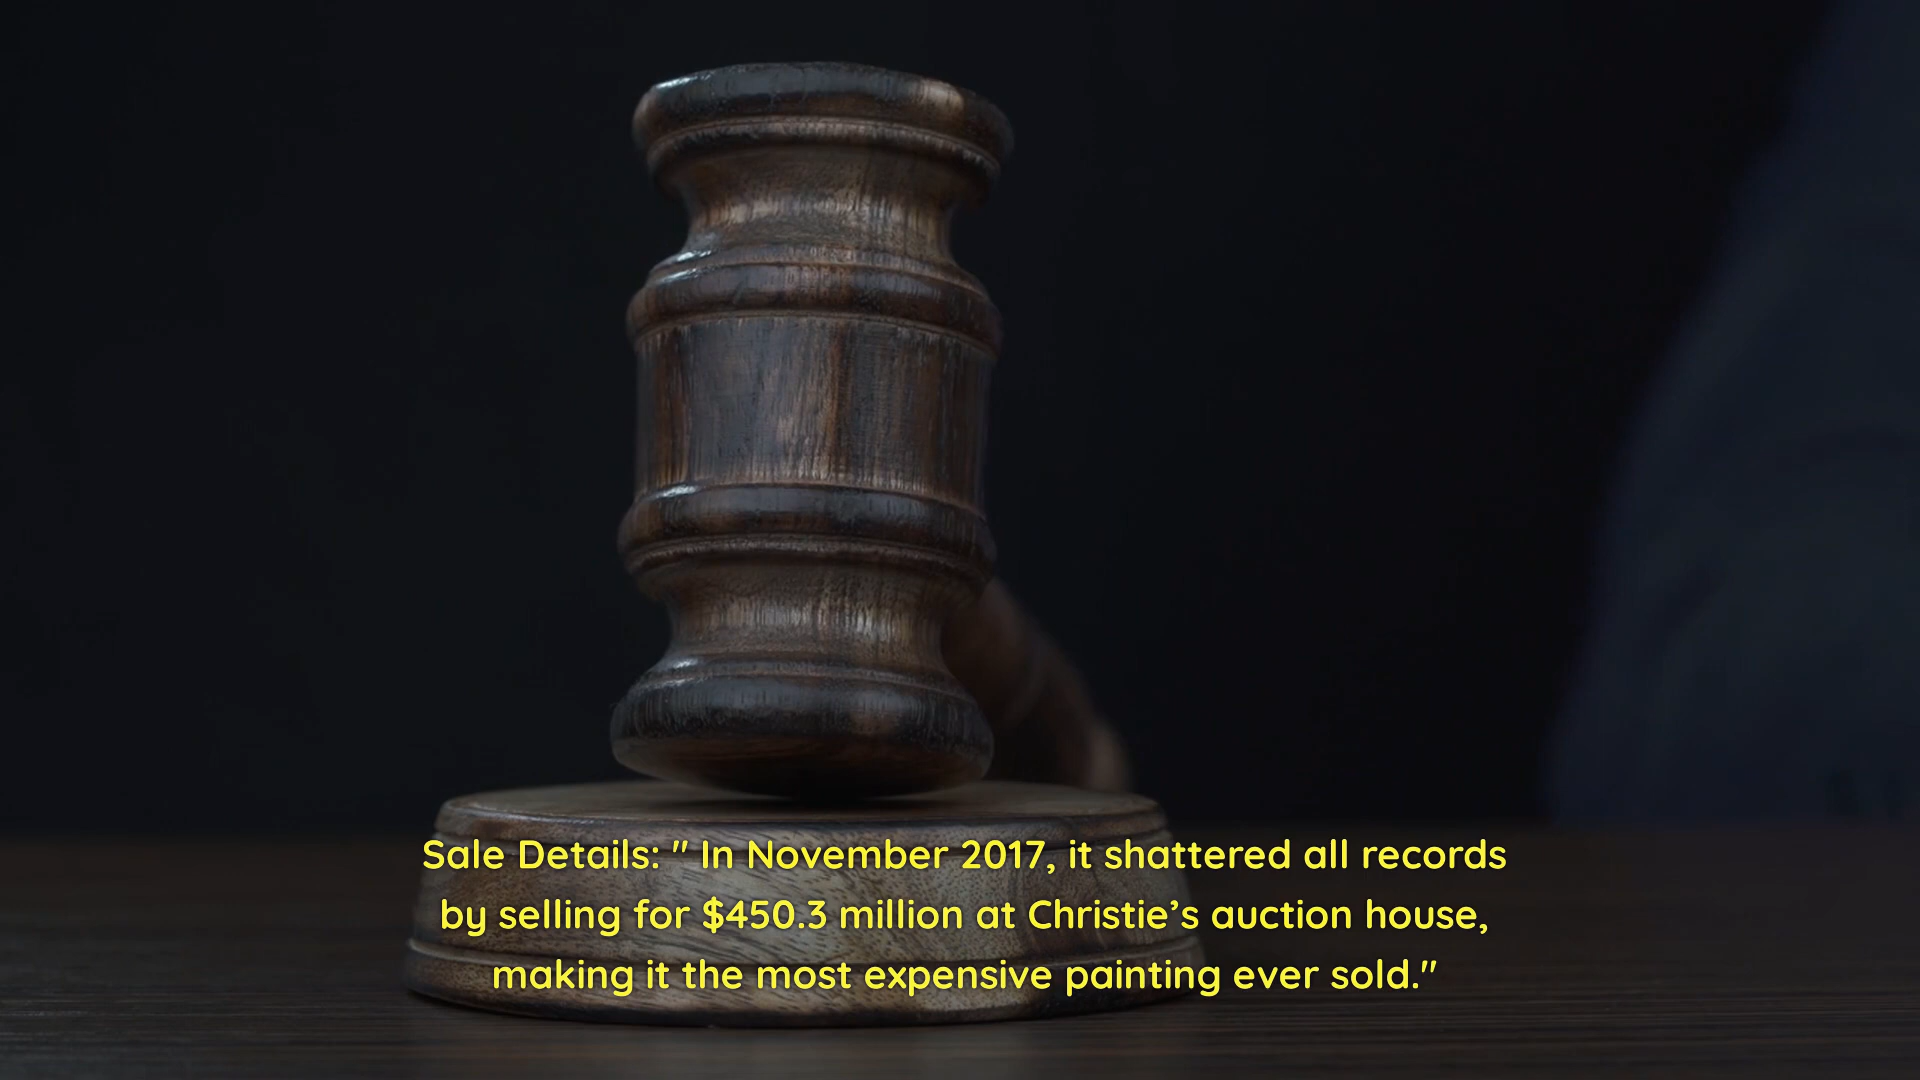 Sale Details: " In November 2017, it shattered all records
by selling for $450.3 million at Christie’s auction house,
making it the most expensive painting ever sold."